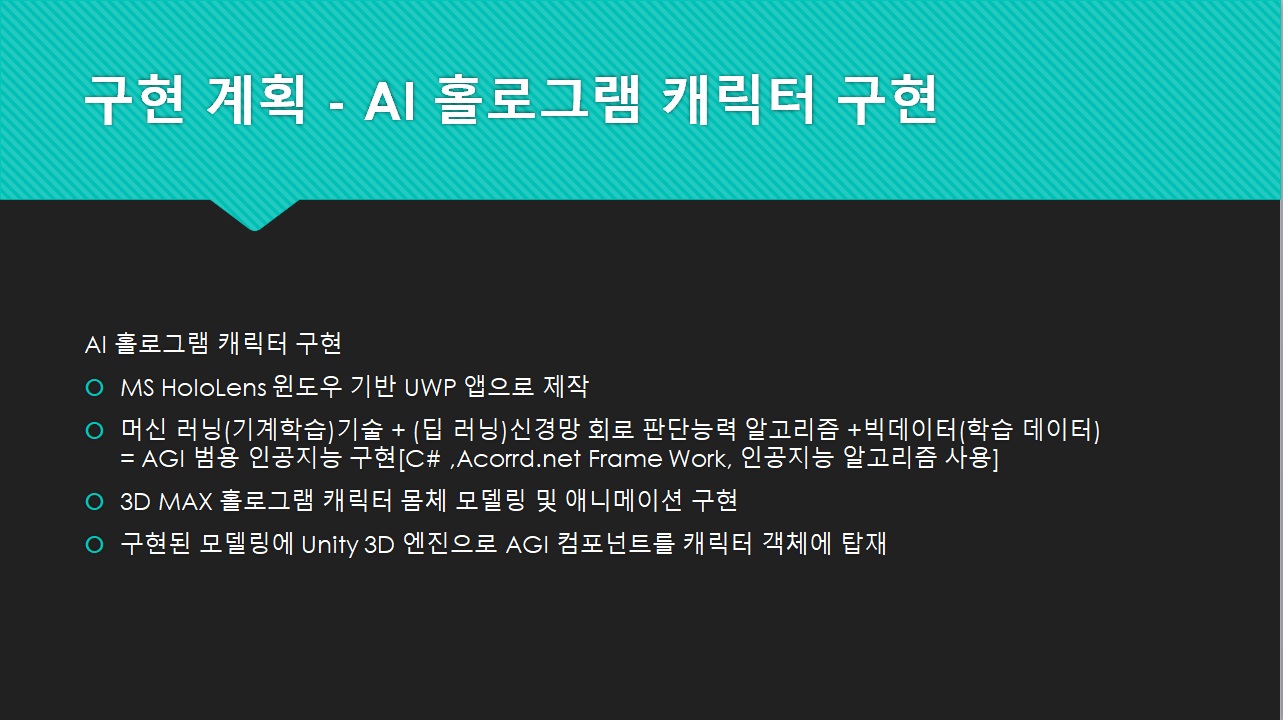 구현 계획 - AI 홀로그램 캐릭터 구현
AI 홀로그램 캐릭터 구현
MS HoloLens 윈도우 기반 UWP 앱으로 제작
머신 러닝(기계학습)기술 + (딥 러닝)신경망 회로 판단능력 알고리즘 +빅데이터(학습 데이터)
= AGI 범용 인공지능 구현[C# ,Acorrd.net Frame Work, 인공지능 알고리즘 사용]
3D MAX 홀로그램 캐릭터 몸체 모델링 및 애니메이션 구현
구현된 모델링에 Unity 3D 엔진으로 AGI 컴포넌트를 캐릭터 객체에 탑재